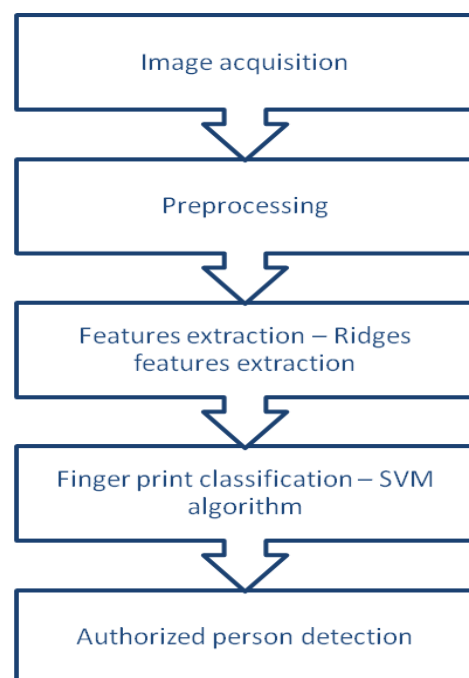 Image acquisition
Preprocessing
Features extraction – Ridges
features extraction
Finger print classification – SVM
algorithm
Authorized person detection